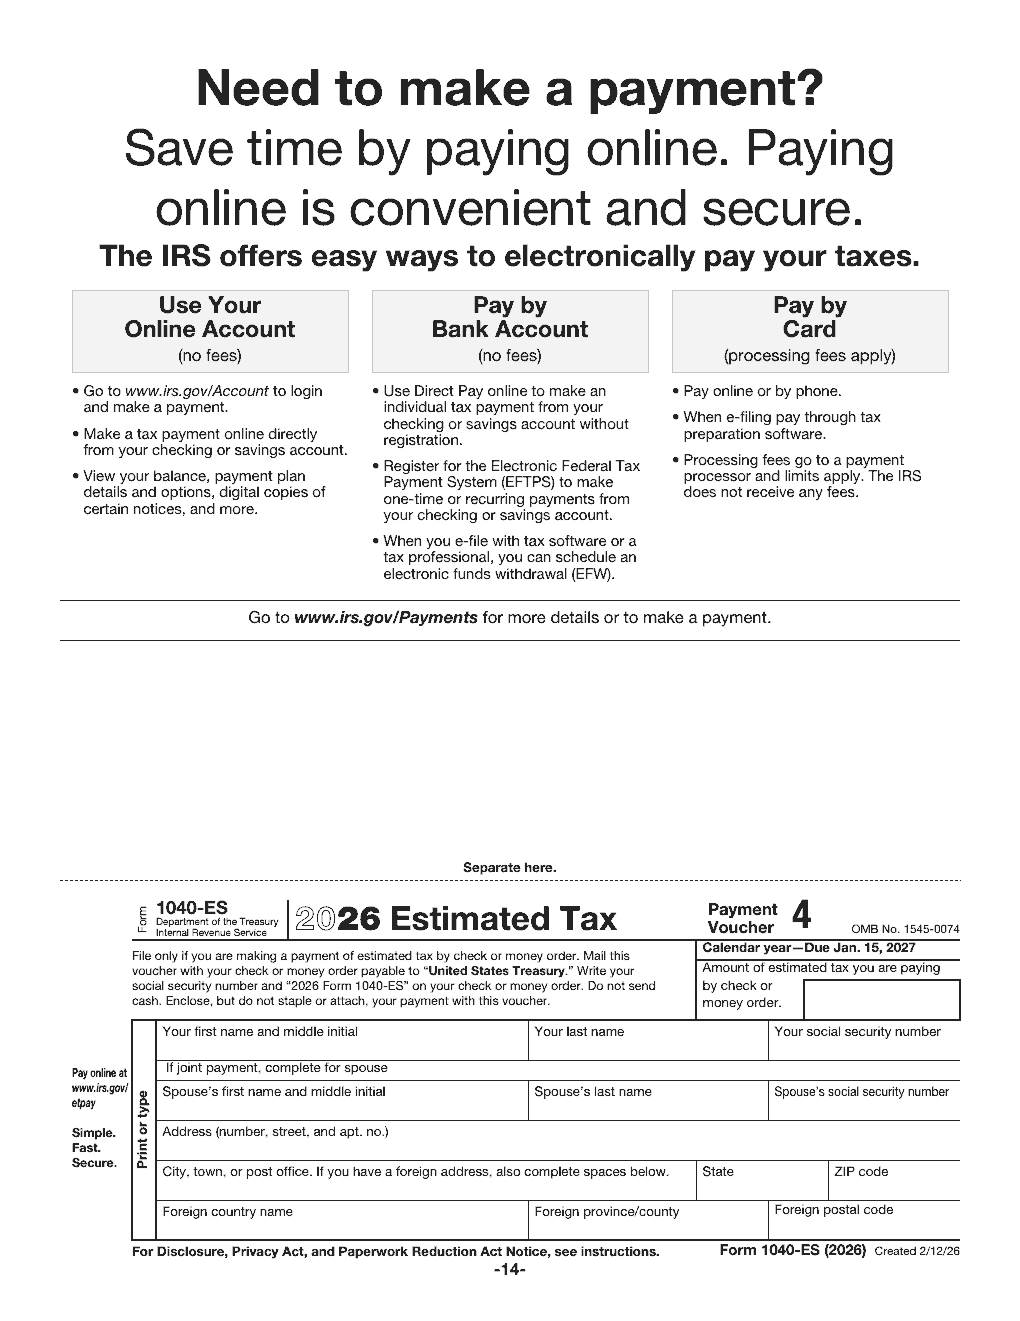 Need to make a payment?
Save time by paying online. Paying
online is convenient and secure.
The IRS offers easy ways to electronically pay your taxes.
Use Your
Online Account
(no fees)
• Go to www.irs.gov/Account to login
and make a payment.
• Make a tax payment online directly
from your checking or savings account.
• View your balance, payment plan
details and options, digital copies of
certain notices, and more.
Pay by
Bank Account
(no fees)
• Use Direct Pay online to make an
individual tax payment from your
checking or savings account without
registration.
• Register for the Electronic Federal Tax
Payment System (EFTPS) to make
one-time or recurring payments from
your checking or savings account.
• When you e-file with tax software or a
tax professional, you can schedule an
electronic funds withdrawal (EFW).
Pay by
Card
(processing fees apply)
• Pay online or by phone.
• When e-filing pay through tax
preparation software.
• Processing fees go to a payment
processor and limits apply. The IRS
does not receive any fees.
Go to www.irs.gov/Payments for more details or to make a payment.
Separate here.
Form
1040-ES
Department of the Treasury
Internal Revenue Service
2026 Estimated Tax
Payment
Voucher 4
OMB No. 1545-0074
File only if you are making a payment of estimated tax by check or money order. Mail this
voucher with your check or money order payable to “United States Treasury.” Write your
social security number and “2026 Form 1040-ES” on your check or money order. Do not send
cash. Enclose, but do not staple or attach, your payment with this voucher.
Calendar year—Due Jan. 15, 2027
Amount of estimated tax you are paying
by check or
money order.
Pay online at
www.irs.gov/
etpay
Simple.
Fast.
Secure.
Print or type
Your first name and middle initial
Your last name
Your social security number
If joint payment, complete for spouse
Spouse’s first name and middle initial
Spouse’s last name
Spouse’s social security number
Address (number, street, and apt. no.)
City, town, or post office. If you have a foreign address, also complete spaces below.
State
ZIP code
Foreign country name
Foreign province/county
Foreign postal code
For Disclosure, Privacy Act, and Paperwork Reduction Act Notice, see instructions.
Form 1040-ES (2026) Created 2/12/26
-14-